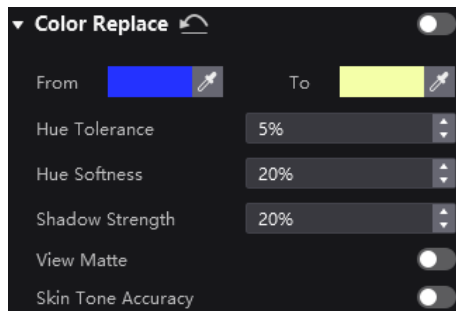 Color Replace
From To
Hue Tolerance 5%
Hue Softness 20%
Shadow Strength 20%
View Matte
Skin Tone Accuracy